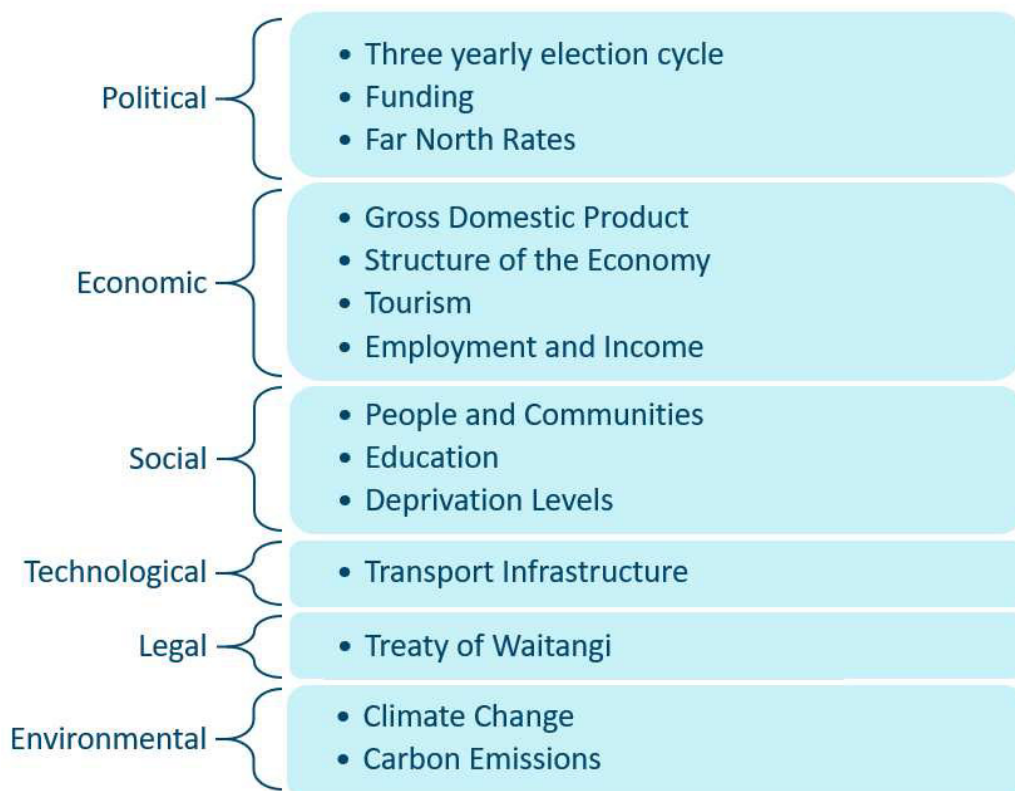 Political
• Three yearly election cycle
• Funding
• Far North Rates
Economic
• Gross Domestic Product
• Structure of the Economy
• Tourism
• Employment and Income
Social
• People and Communities
• Education
• Deprivation Levels
Technological
• Transport Infrastructure
Legal
• Treaty of Waitangi
Environmental
• Climate Change
• Carbon Emissions